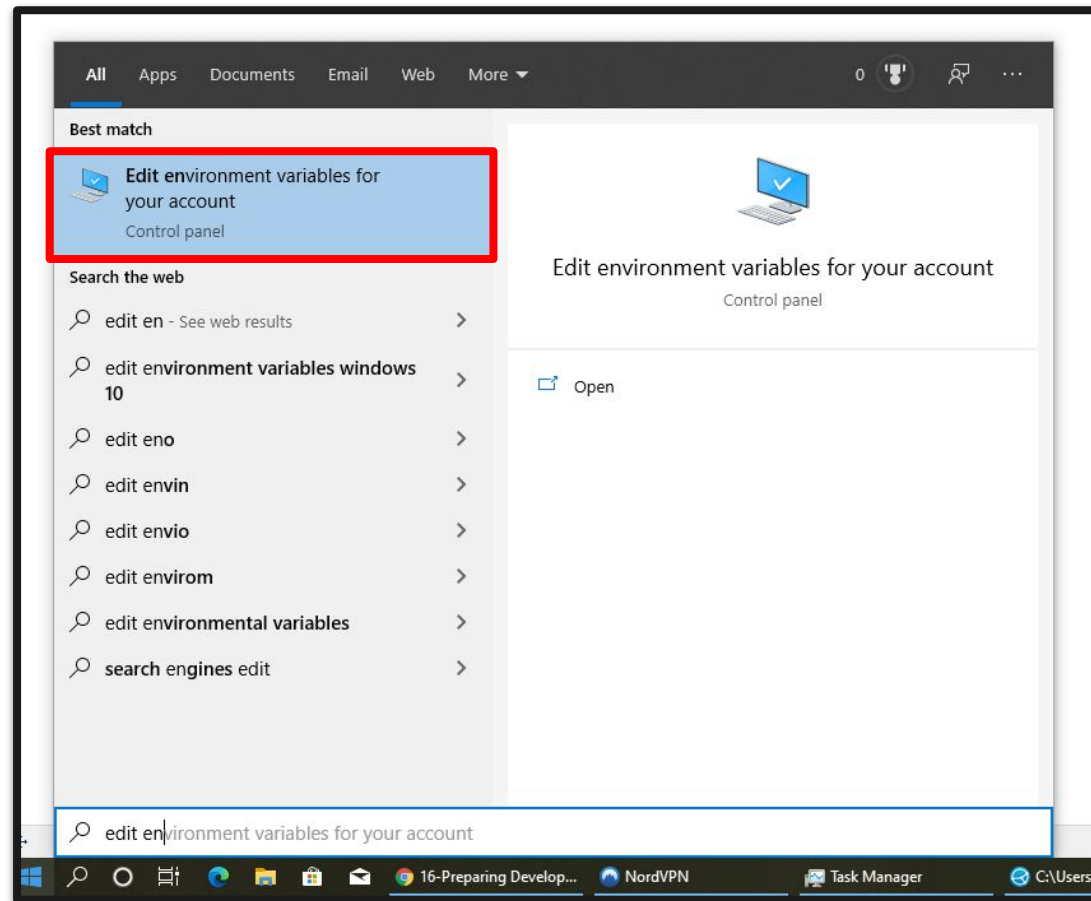 All Apps Documents Email Web More 0 ...
Best match
Edit environment variables for
your account
Control panel
Search the web
edit en - See web results
edit environment variables windows
10
edit eno
edit envin
edit envio
edit envirom
edit environmental variables
search engines edit
Edit environment variables for your account
Control panel
Open
edit environment variables for your account
16-Preparing Develop... NordVPN Task Manager C:\Users